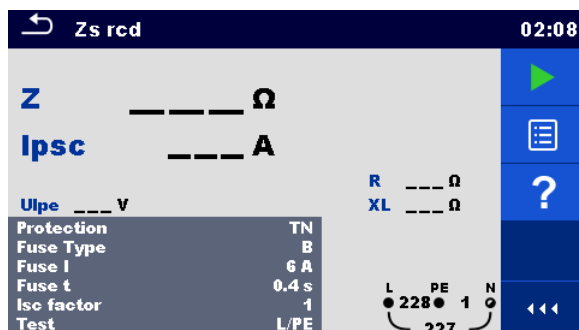 Zs rcd 02:08
Z ___ Ω
Ipsc ___ A
R ___ Ω
Ulpe ___ V XL ___ Ω
?
Protection TN
Fuse Type B
Fuse I 6 A
Fuse t 0.4 s
Isc factor 1
Test L/PE
L PE N
228 1
227